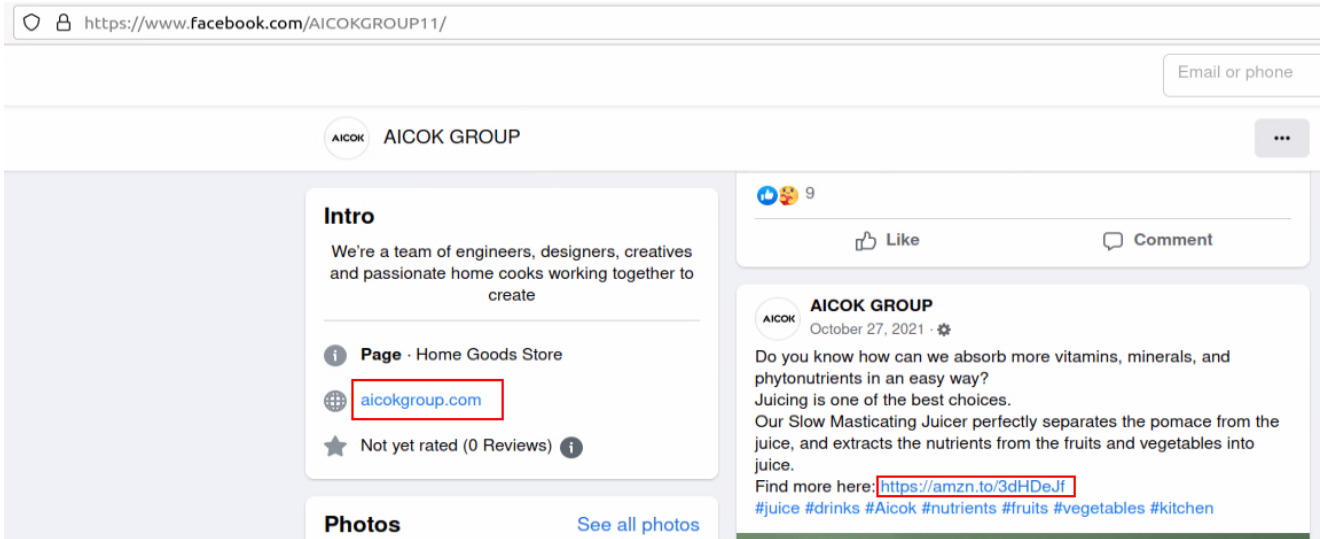 https://www.facebook.com/AICOKGROUP11/
Email or phone
AICOK
AICOK GROUP
...
Intro
We're a team of engineers, designers, creatives
and passionate home cooks working together to
create
Page · Home Goods Store
aicokgroup.com
Not yet rated (0 Reviews)
Photos
See all photos
9
Like
Comment
AICOK
AICOK GROUP
October 27, 2021 ·
Do you know how can we absorb more vitamins, minerals, and
phytonutrients in an easy way?
Juicing is one of the best choices.
Our Slow Masticating Juicer perfectly separates the pomace from the
juice, and extracts the nutrients from the fruits and vegetables into
juice.
Find more here: https://amzn.to/3dHDeJf
#juice #drinks #Aicok #nutrients #fruits #vegetables #kitchen